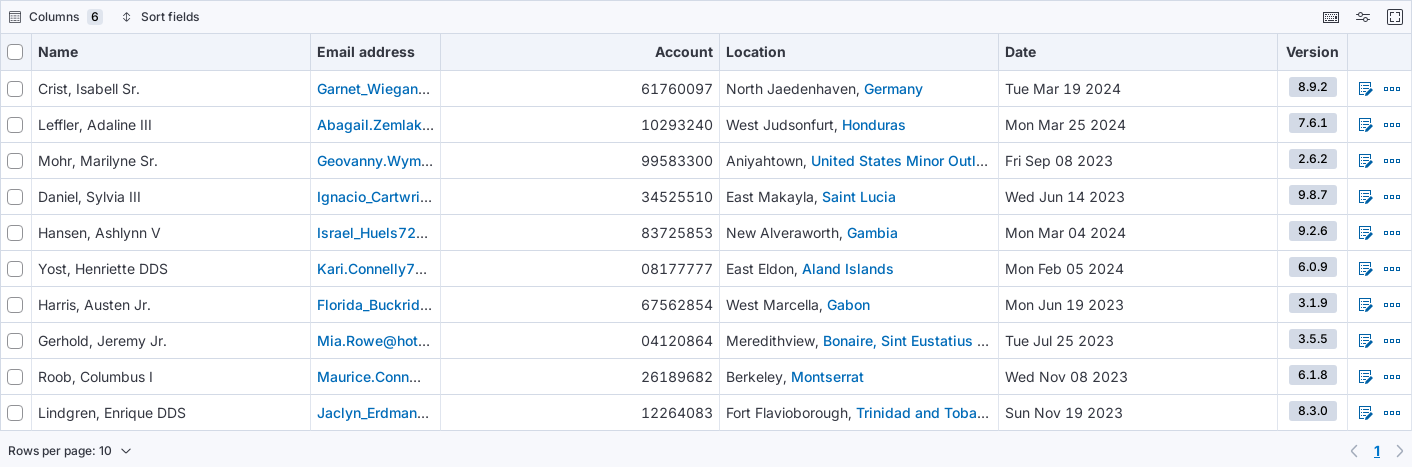 Columns 6 Sort fields
Name Email address Account Location Date Version
Crist, Isabell Sr. Garnet_Wiegan... 61760097 North Jaedenhaven, Germany Tue Mar 19 2024 8.9.2
Leffler, Adaline III Abagail.Zemlak... 10293240 West Judsonfurt, Honduras Mon Mar 25 2024 7.6.1
Mohr, Marilyne Sr. Geovanny.Wym... 99583300 Aniyahtown, United States Minor Outl... Fri Sep 08 2023 2.6.2
Daniel, Sylvia III Ignacio_Cartwri... 34525510 East Makayla, Saint Lucia Wed Jun 14 2023 9.8.7
Hansen, Ashlynn V Israel_Huels72... 83725853 New Alveraworth, Gambia Mon Mar 04 2024 9.2.6
Yost, Henriette DDS Kari.Connelly7... 08177777 East Eldon, Aland Islands Mon Feb 05 2024 6.0.9
Harris, Austen Jr. Florida_Buckrid... 67562854 West Marcella, Gabon Mon Jun 19 2023 3.1.9
Gerhold, Jeremy Jr. Mia.Rowe@hot... 04120864 Meredithview, Bonaire, Sint Eustatius ... Tue Jul 25 2023 3.5.5
Roob, Columbus I Maurice.Conn... 26189682 Berkeley, Montserrat Wed Nov 08 2023 6.1.8
Lindgren, Enrique DDS Jaclyn_Erdman... 12264083 Fort Flavioborough, Trinidad and Toba... Sun Nov 19 2023 8.3.0
Rows per page: 10 1